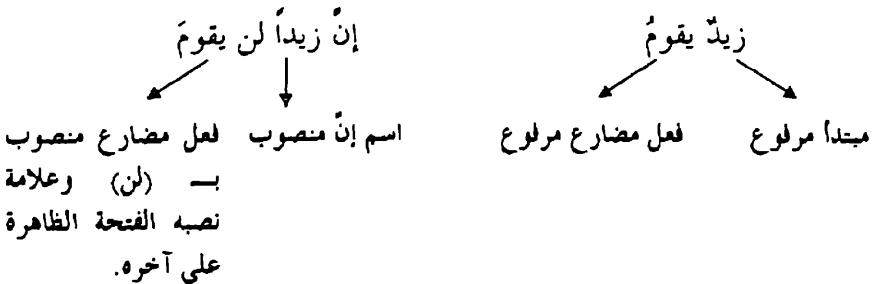 زيدٌ يقومُ
مبتدأ مرفوع
فعل مضارع مرفوع
إنَّ زيداً لن يقومَ
اسم إنَّ منصوب
فعل مضارع منصوب
بـــ (لن) وعلامة
نصبه الفتحة الظاهرة
على آخره.